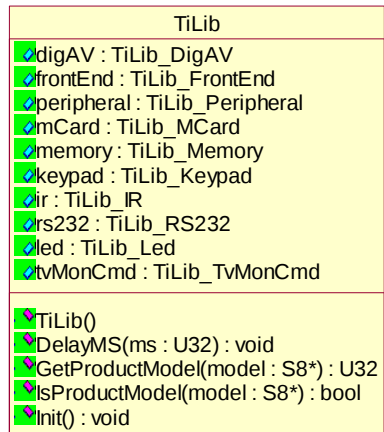 TiLib
digAV : TiLib_DigAV
frontEnd : TiLib_FrontEnd
peripheral : TiLib_Peripheral
mCard : TiLib_MCard
memory : TiLib_Memory
keypad : TiLib_Keypad
ir : TiLib_IR
rs232 : TiLib_RS232
led : TiLib_Led
tvMonCmd : TiLib_TvMonCmd
TiLib()
DelayMS(ms : U32) : void
GetProductModel(model : S8*) : U32
IsProductModel(model : S8*) : bool
Init() : void